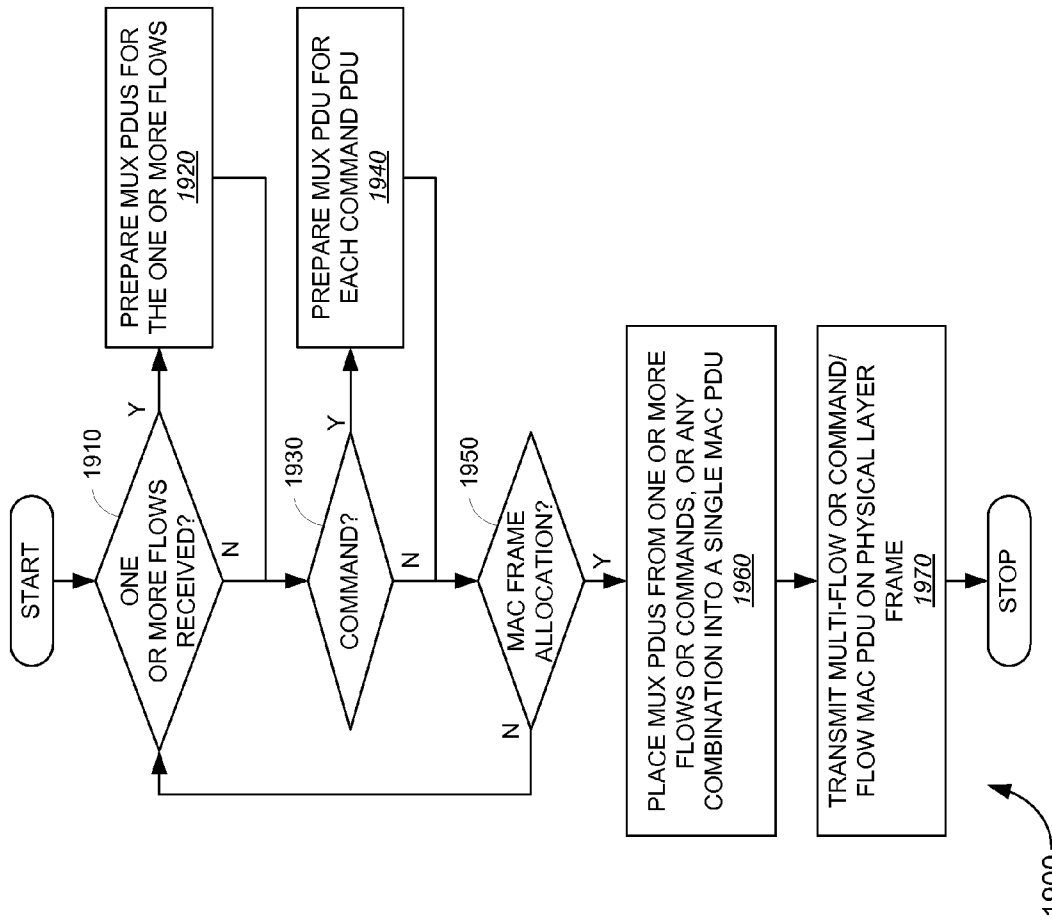 START
ONE
OR MORE FLOWS
RECEIVED?
1910
Y
N
PREPARE MUX PDUS FOR
THE ONE OR MORE FLOWS
1920
COMMAND?
1930
Y
N
PREPARE MUX PDU FOR
EACH COMMAND PDU
1940
MAC FRAME
ALLOCATION?
1950
N
Y
PLACE MUX PDUS FROM ONE OR MORE
FLOWS OR COMMANDS, OR ANY
COMBINATION INTO A SINGLE MAC PDU
1960
TRANSMIT MULTI-FLOW OR COMMAND/
FLOW MAC PDU ON PHYSICAL LAYER
FRAME
1970
STOP
1900